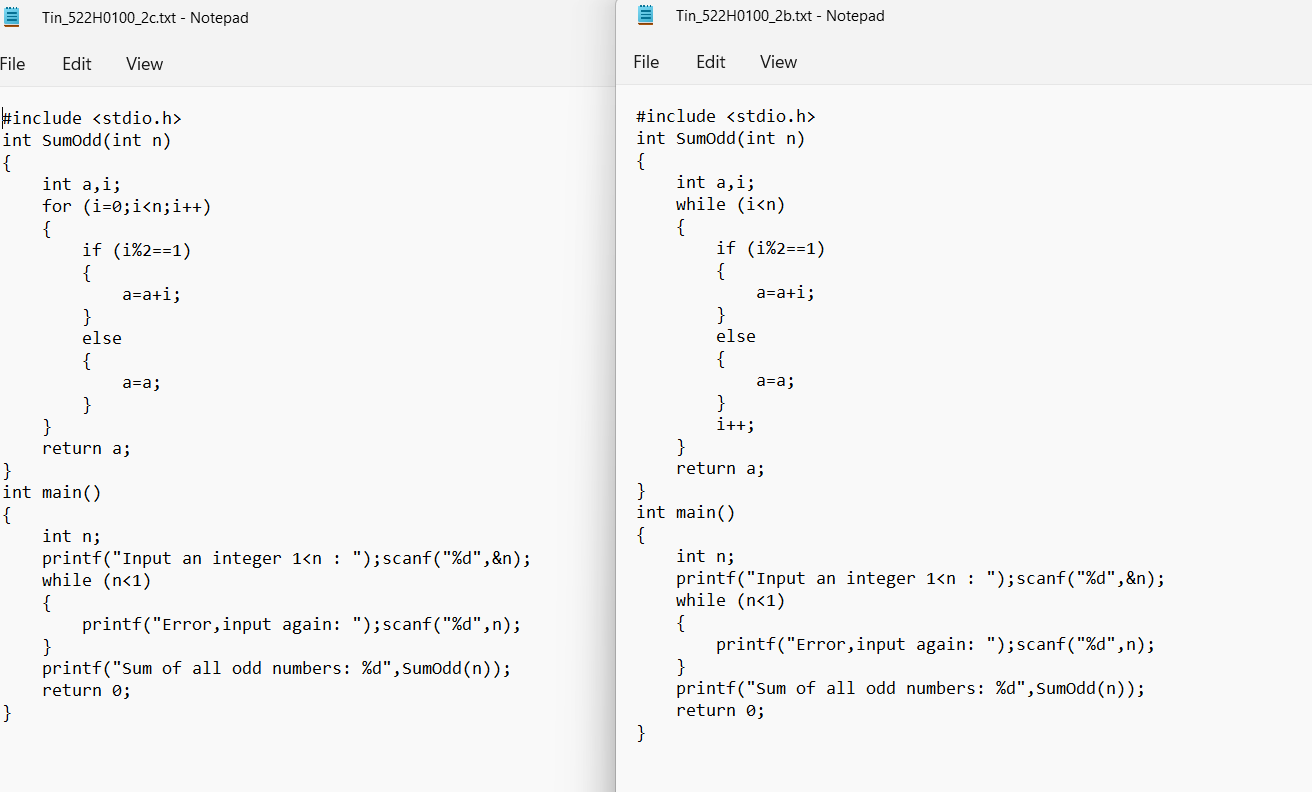 Tin_522H0100_2c.txt - Notepad
File Edit View
#include <stdio.h>
int SumOdd(int n)
{
    int a,i;
    for (i=0;i<n;i++)
    {
        if (i%2==1)
        {
            a=a+i;
        }
        else
        {
            a=a;
        }
    }
    return a;
}
int main()
{
    int n;
    printf("Input an integer 1<n : ");scanf("%d",&n);
    while (n<1)
    {
        printf("Error,input again: ");scanf("%d",n);
    }
    printf("Sum of all odd numbers: %d",SumOdd(n));
    return 0;
}
Tin_522H0100_2b.txt - Notepad
File Edit View
#include <stdio.h>
int SumOdd(int n)
{
    int a,i;
    while (i<n)
    {
        if (i%2==1)
        {
            a=a+i;
        }
        else
        {
            a=a;
        }
        i++;
    }
    return a;
}
int main()
{
    int n;
    printf("Input an integer 1<n : ");scanf("%d",&n);
    while (n<1)
    {
        printf("Error,input again: ");scanf("%d",n);
    }
    printf("Sum of all odd numbers: %d",SumOdd(n));
    return 0;
}